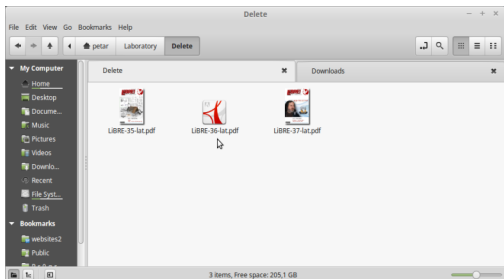 Delete
File Edit View Go Bookmarks Help
petar Laboratory Delete
My Computer
Home
Desktop
Docume...
Music
Pictures
Videos
Downlo...
Recent
File Syst...
Trash
Bookmarks
websites2
Public
Delete
Downloads
LiBRE-35-lat.pdf
LiBRE-36-lat.pdf
LiBRE-37-lat.pdf
3 items, Free space: 205,1 GB